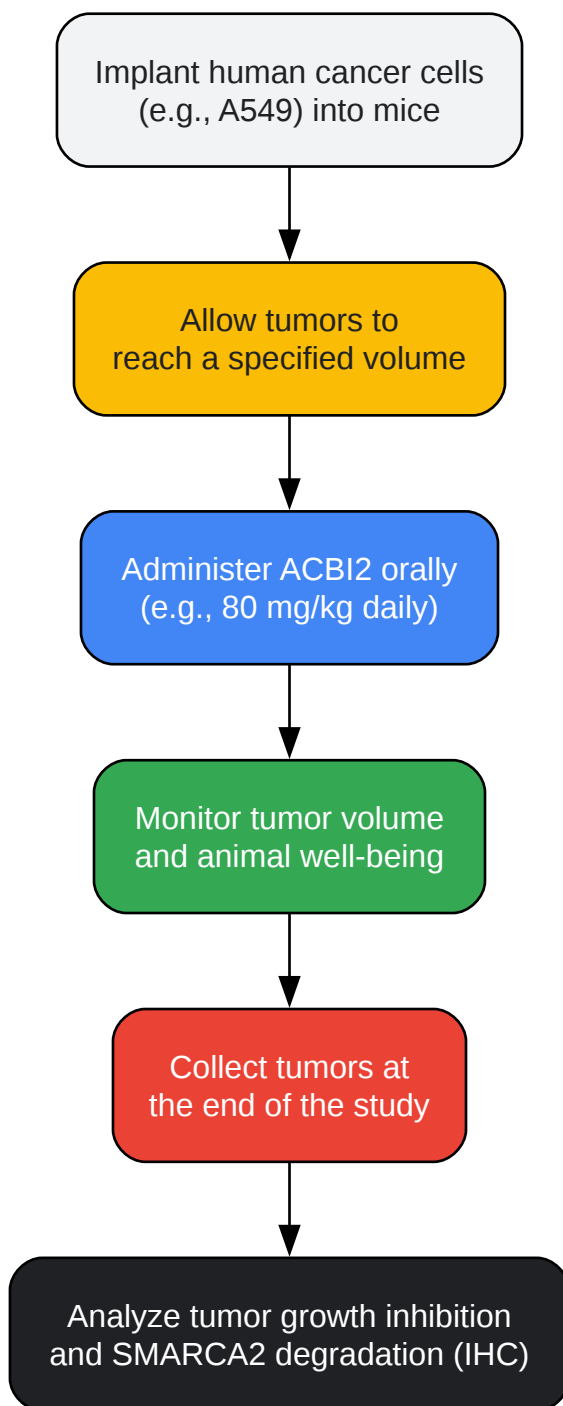 Implant human cancer cells
(e.g., A549) into mice
Allow tumors to
reach a specified volume
Administer ACBI2 orally
(e.g., 80 mg/kg daily)
Monitor tumor volume
and animal well-being
Collect tumors at
the end of the study
Analyze tumor growth inhibition
and SMARCA2 degradation (IHC)